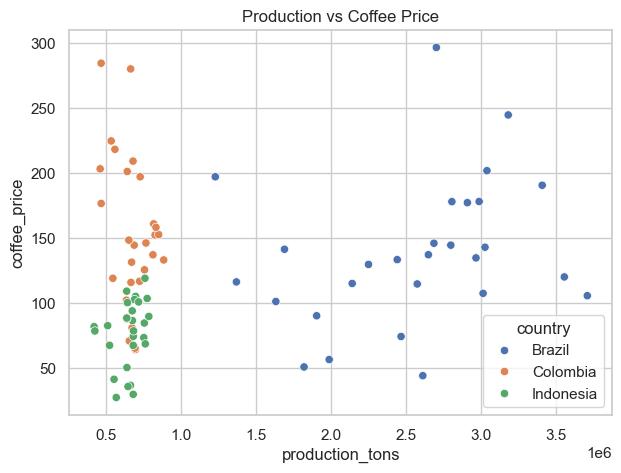 Production vs Coffee Price
coffee_price
300
250
200
150
100
50
0.5 1.0 1.5 2.0 2.5 3.0 3.5
1e6
production_tons
country
Brazil
Colombia
Indonesia